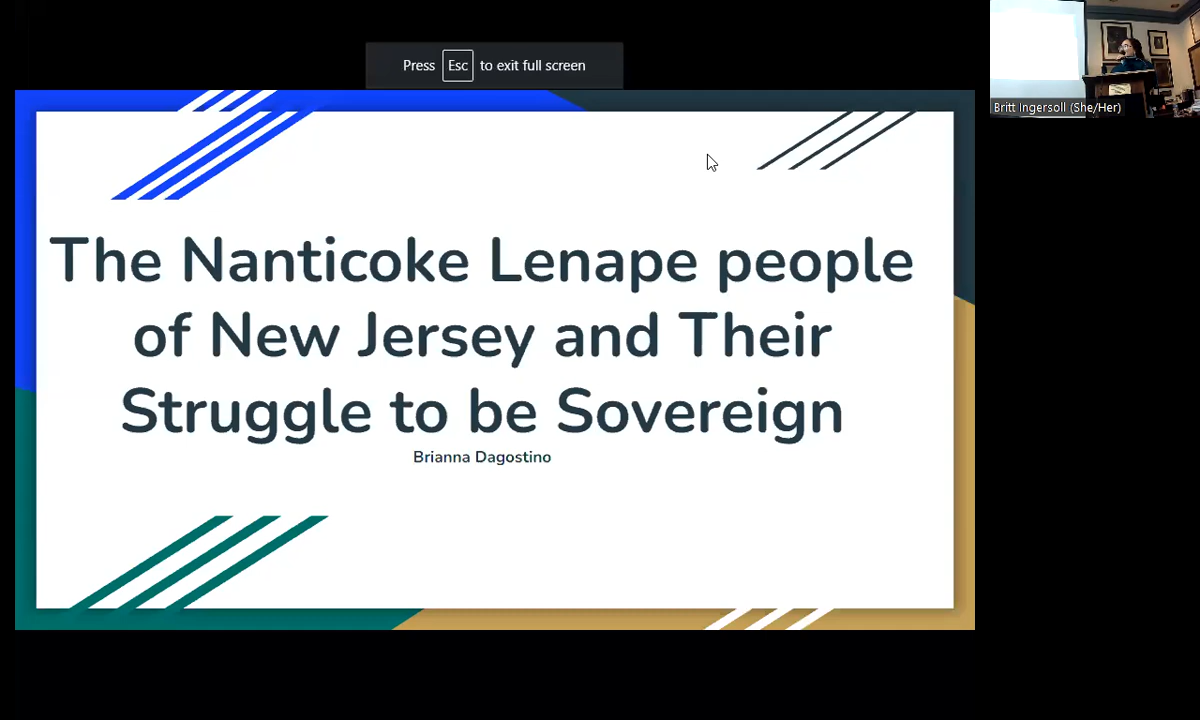 Press Esc to exit full screen
Britt Ingersoll (She/Her)
The Nanticoke Lenape people
of New Jersey and Their
Struggle to be Sovereign
Brianna Dagostino